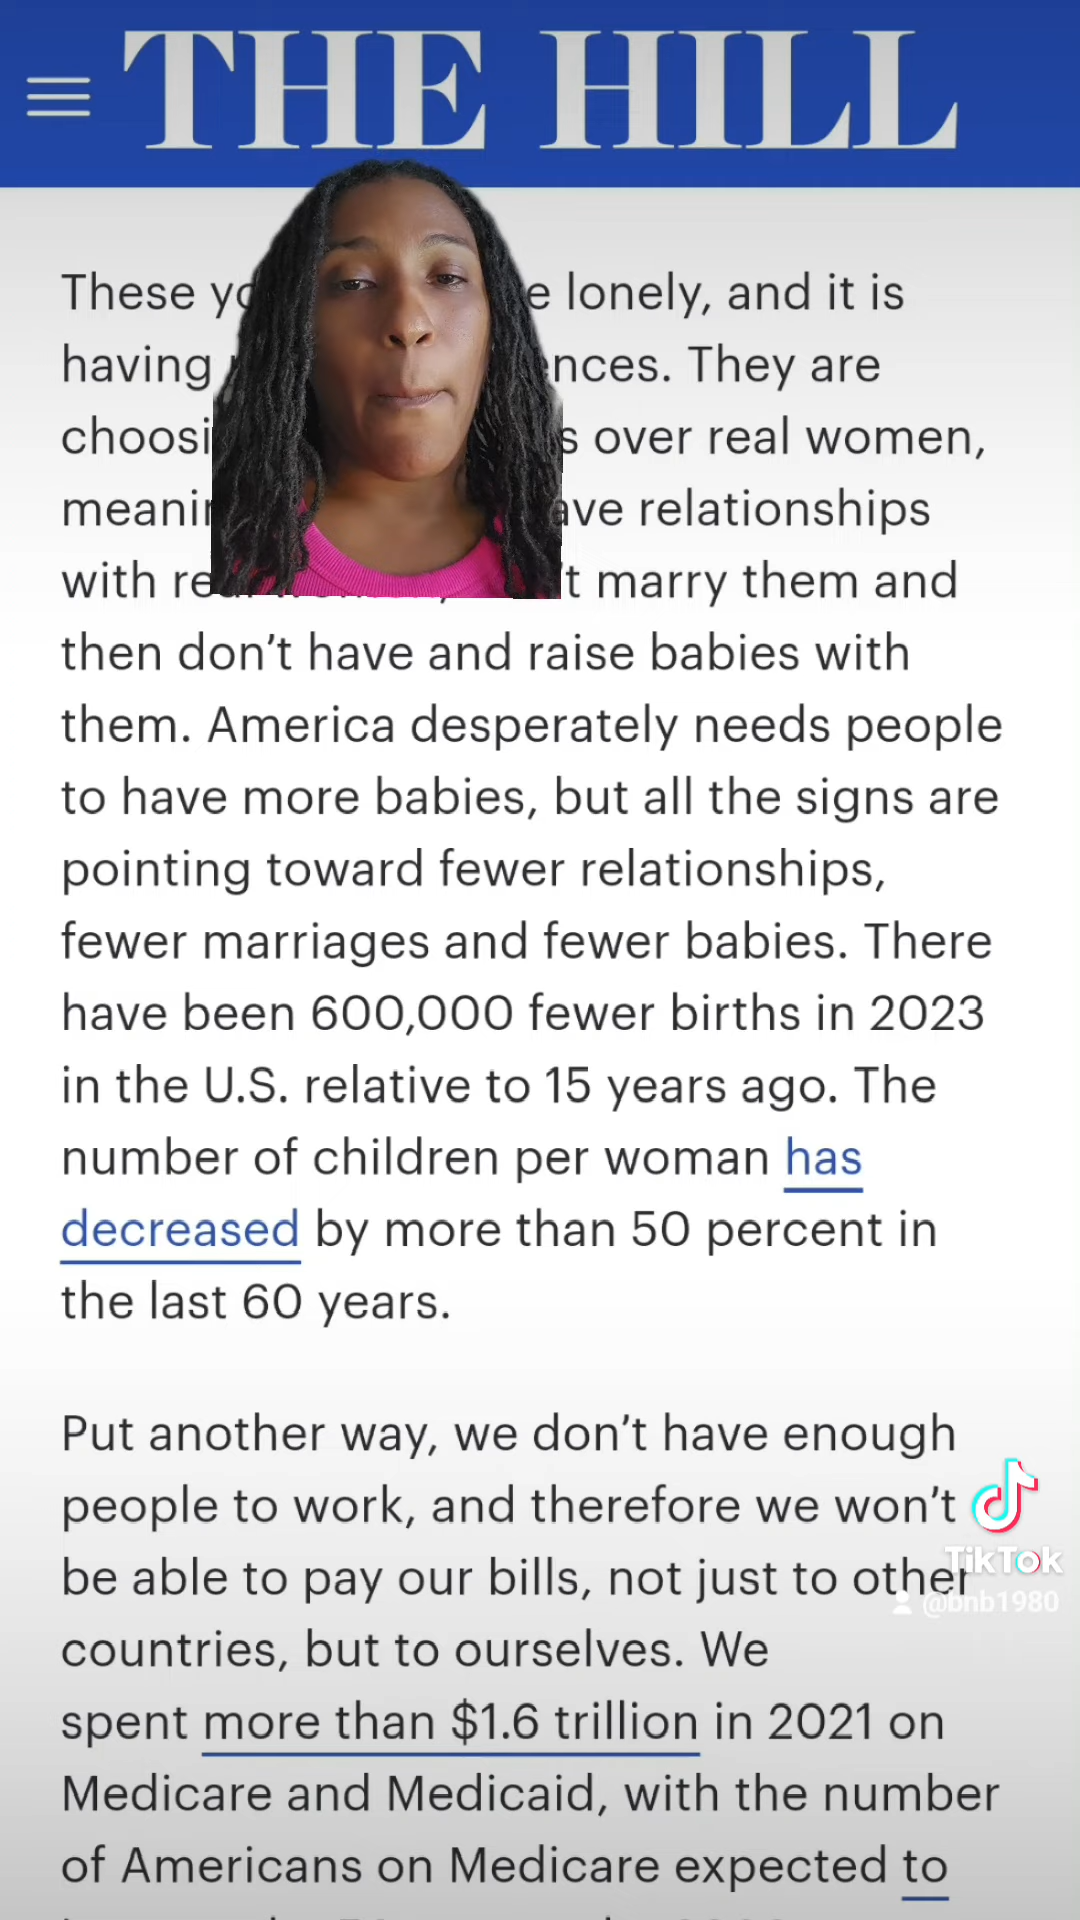 THE HILL
These e lonely, and it is
having nces. They are
choosi s over real women,
meanin ave relationships
with re 't marry them and
then don't have and raise babies with
them. America desperately needs people
to have more babies, but all the signs are
pointing toward fewer relationships,
fewer marriages and fewer babies. There
have been 600,000 fewer births in 2023
in the U.S. relative to 15 years ago. The
number of children per woman has
decreased by more than 50 percent in
the last 60 years.
Put another way, we don't have enough
people to work, and therefore we won't
be able to pay our bills, not just to other
countries, but to ourselves. We
spent more than $1.6 trillion in 2021 on
Medicare and Medicaid, with the number
of Americans on Medicare expected to
TikTok
@bnb1980